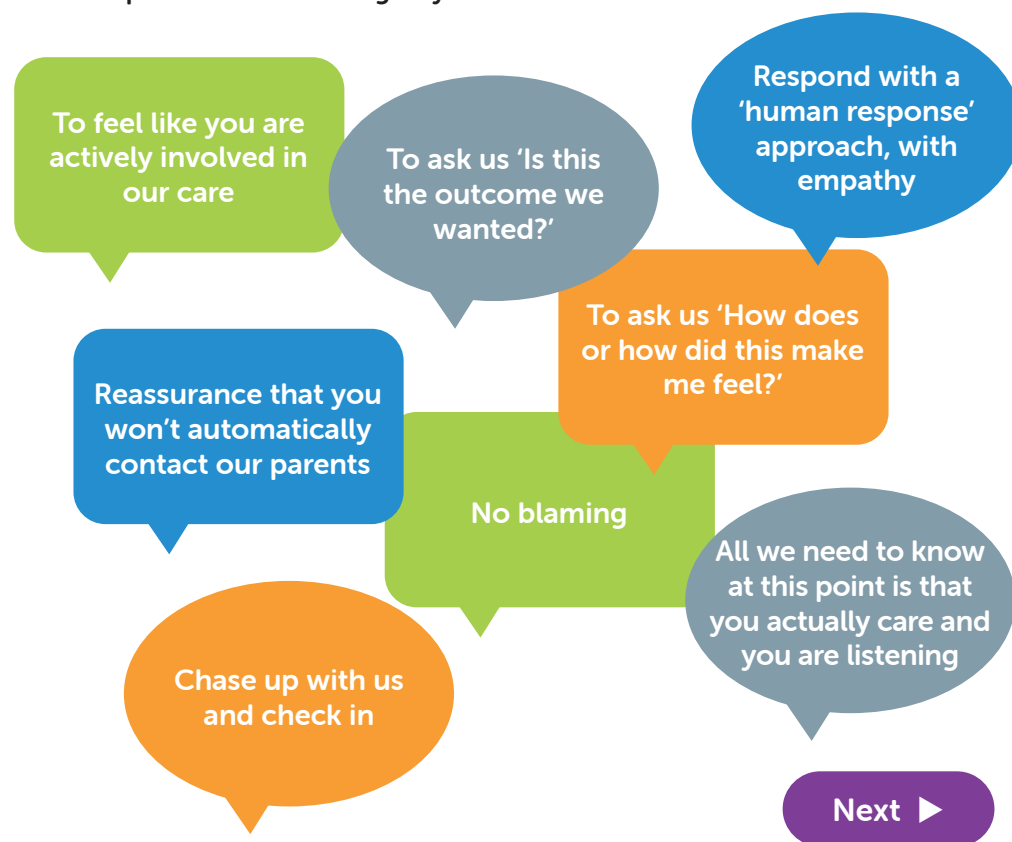 To feel like you are
actively involved in
our care
To ask us ‘Is this
the outcome we
wanted?’
Respond with a
‘human response’
approach, with
empathy
To ask us ‘How does
or how did this make
me feel?’
Reassurance that you
won’t automatically
contact our parents
No blaming
All we need to know
at this point is that
you actually care and
you are listening
Chase up with us
and check in
Next